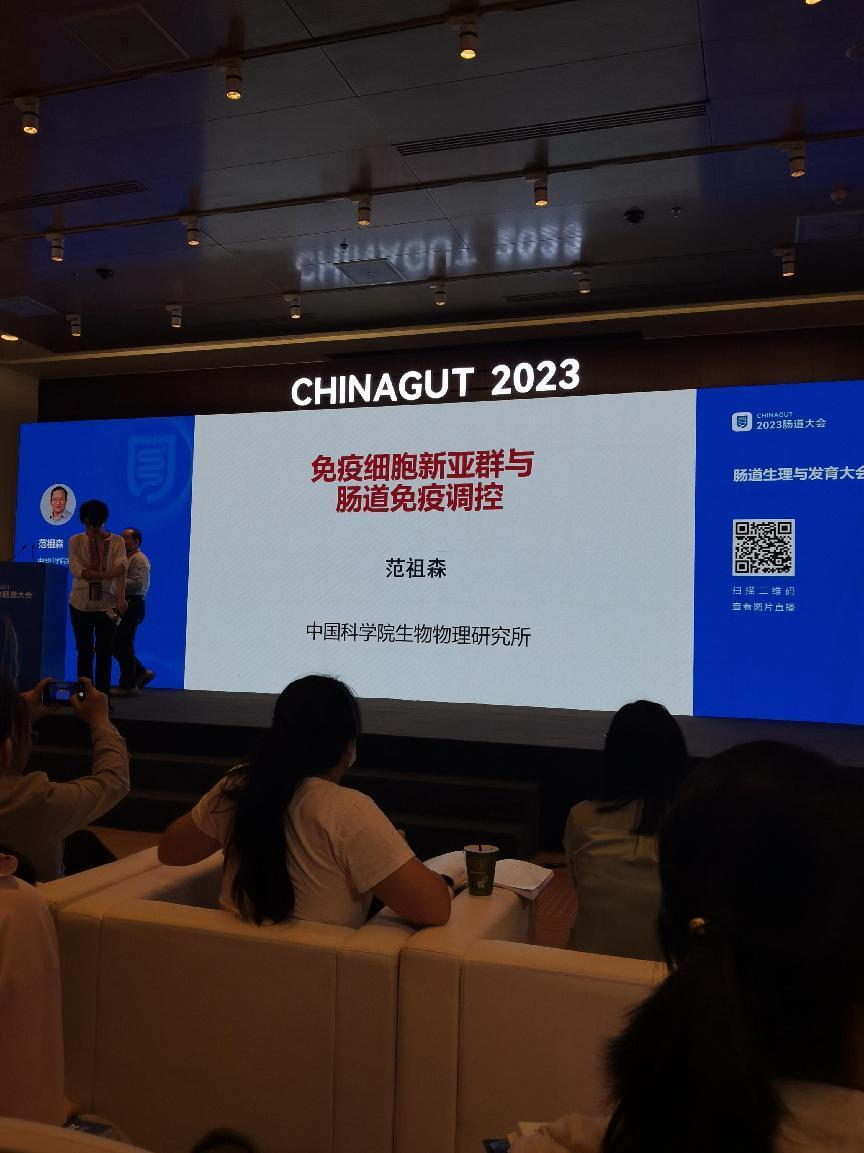 CHINAGUT 2023
免疫细胞新亚群与
肠道免疫调控
范祖森
中国科学院生物物理研究所
范祖森
CHINAGUT
2023肠道大会
肠道生理与发育大会
扫描二维码
查看图片直播